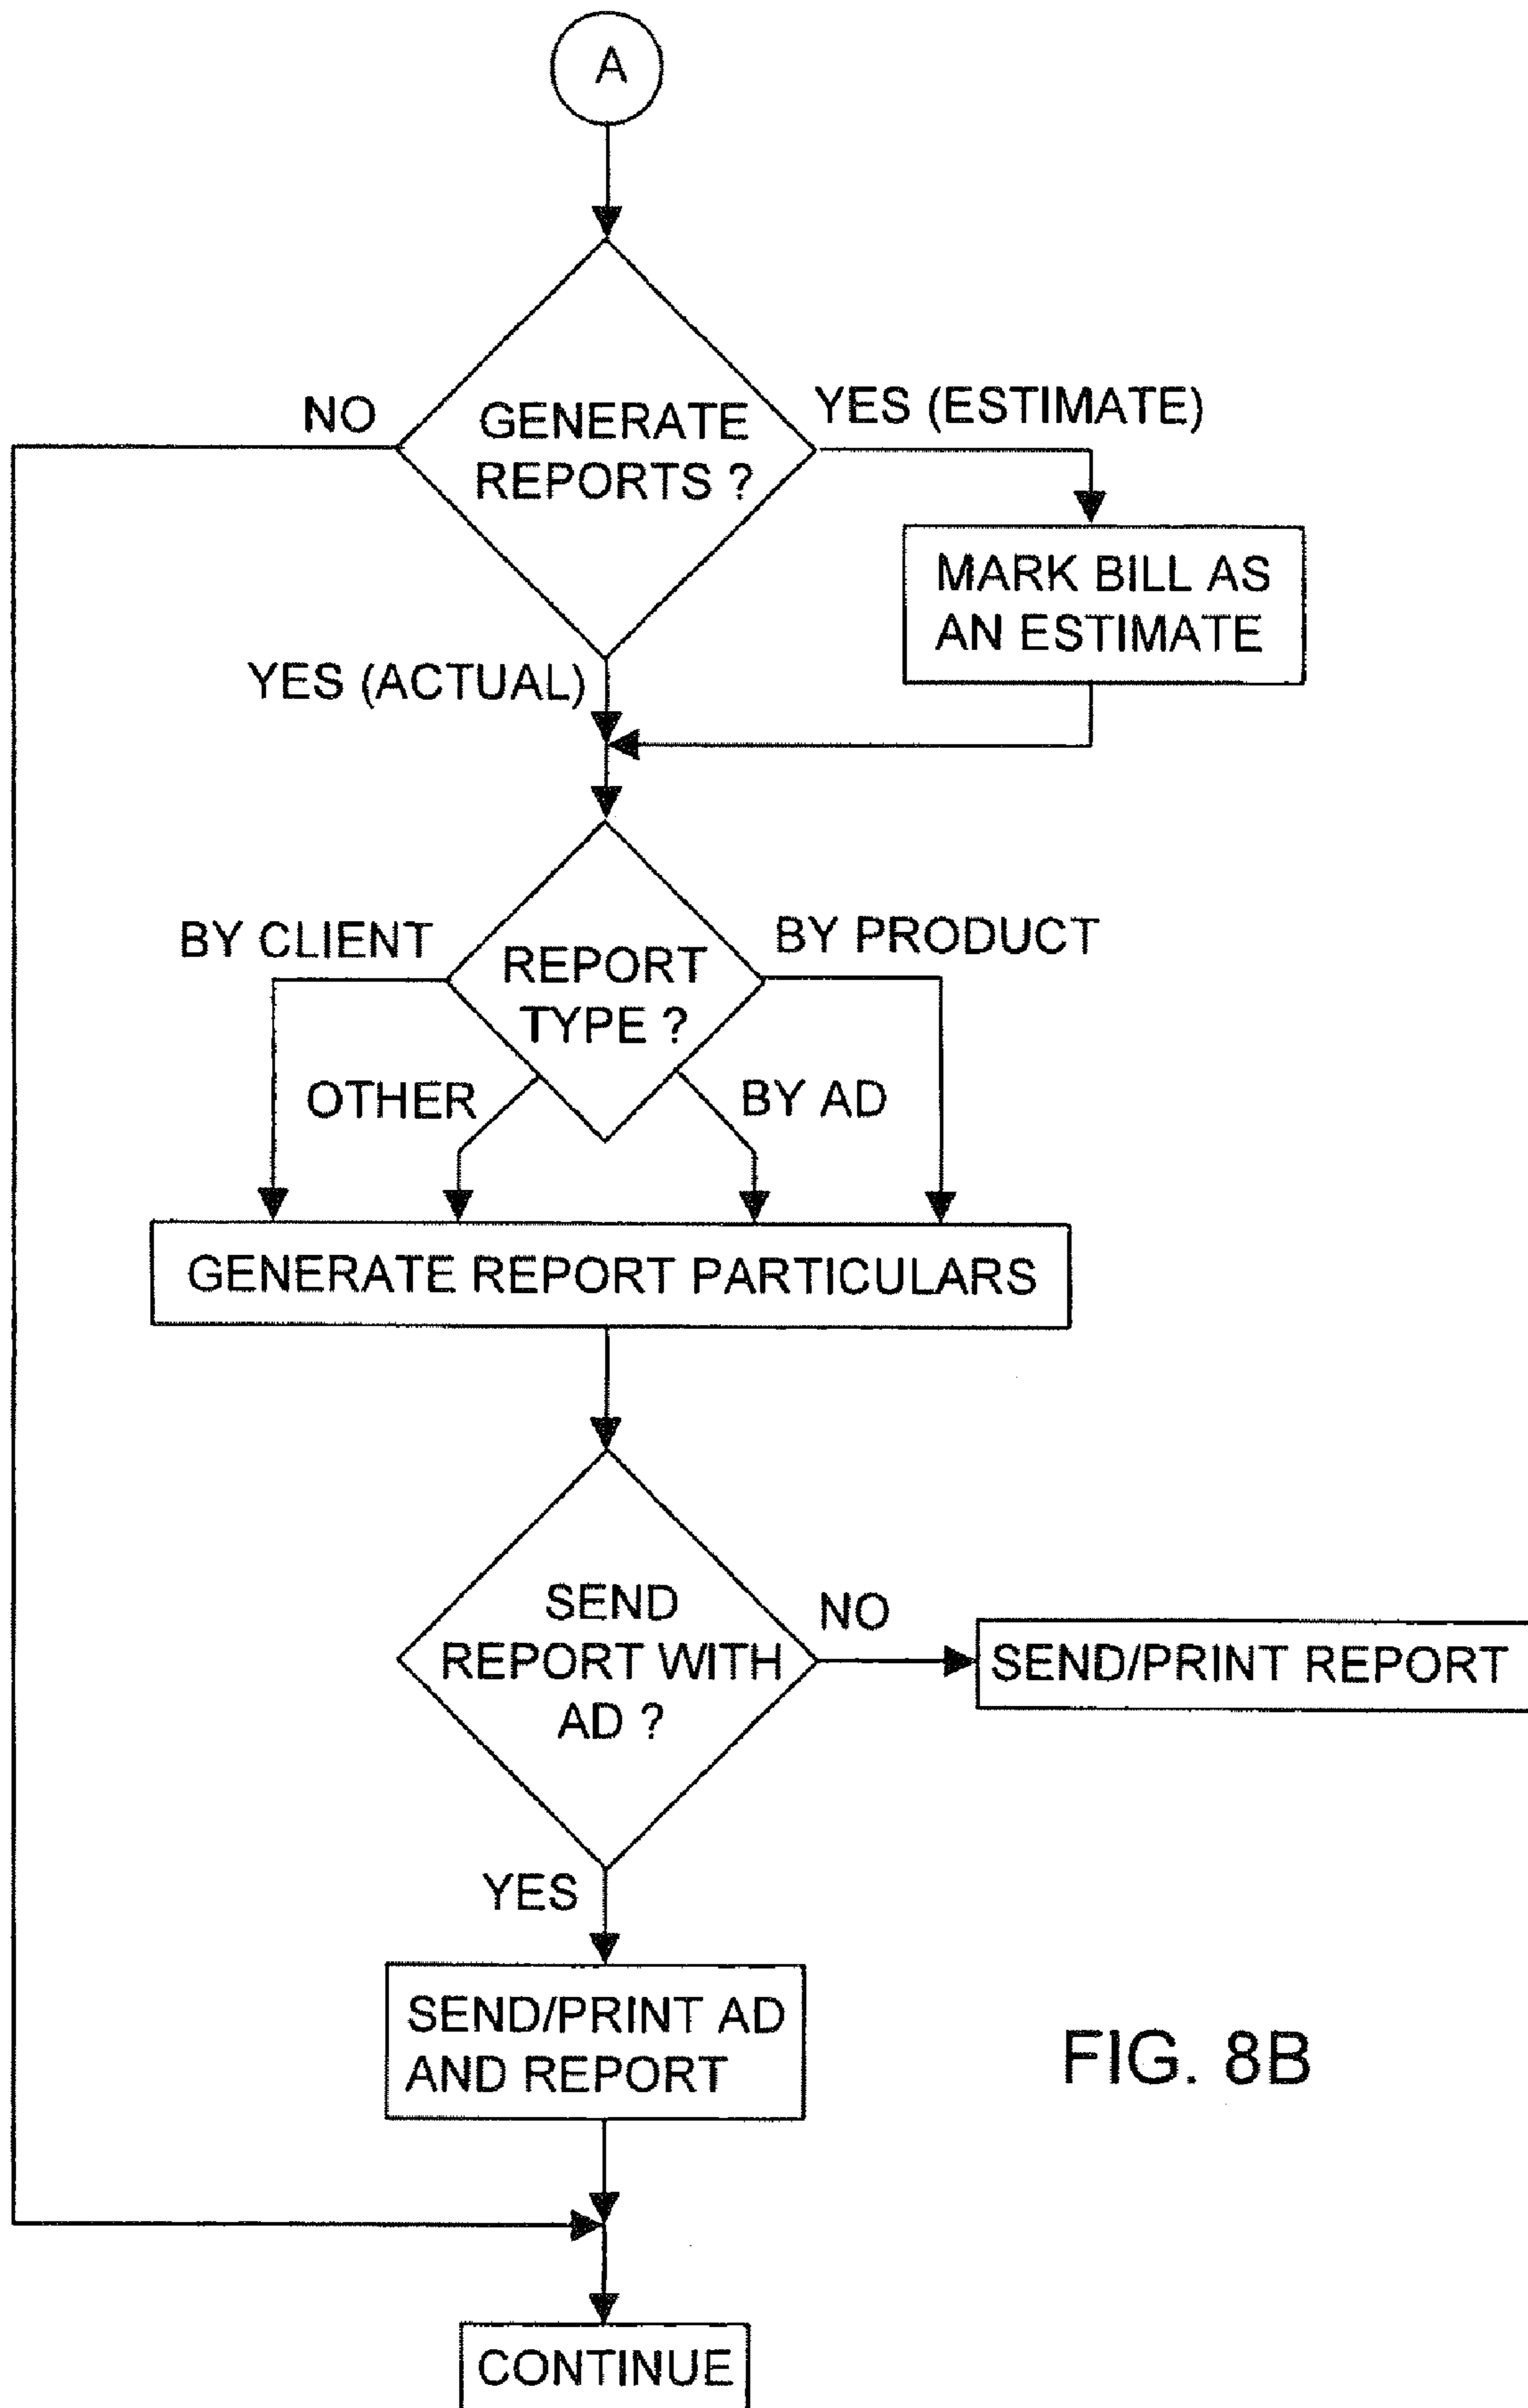 A
NO
GENERATE
REPORTS ?
YES (ESTIMATE)
MARK BILL AS
AN ESTIMATE
YES (ACTUAL)
BY CLIENT
REPORT
TYPE ?
BY PRODUCT
OTHER
BY AD
GENERATE REPORT PARTICULARS
SEND
REPORT WITH
AD ?
NO
SEND/PRINT REPORT
YES
SEND/PRINT AD
AND REPORT
FIG. 8B
CONTINUE